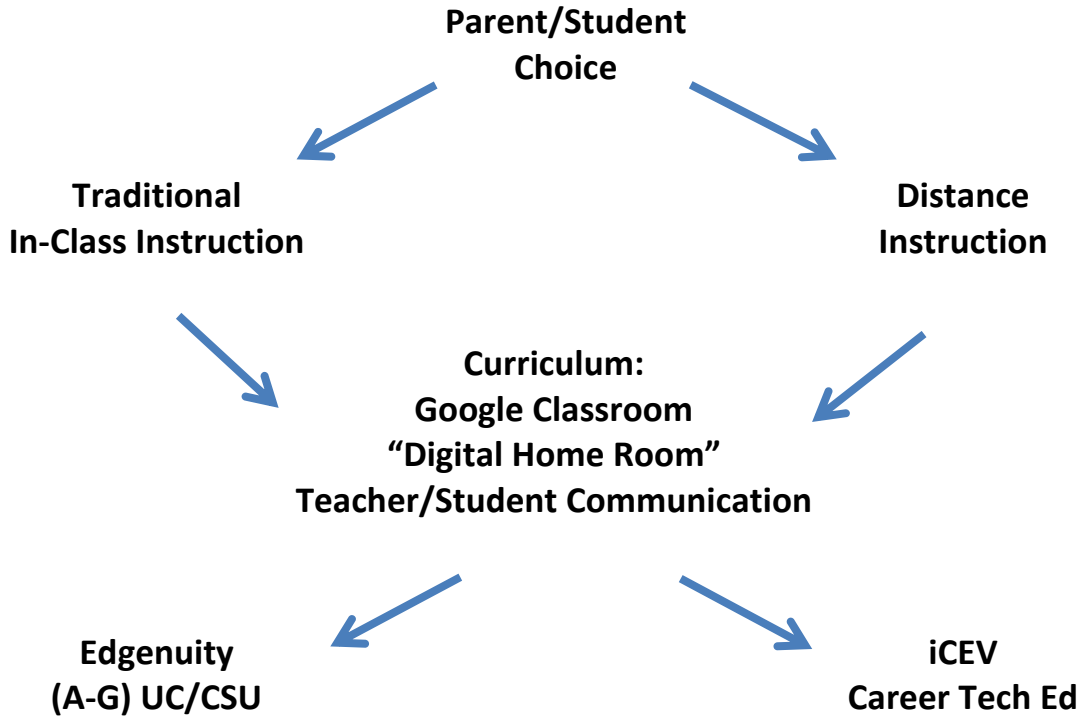 Parent/Student
Choice
Traditional
In-Class Instruction
Distance
Instruction
Curriculum:
Google Classroom
“Digital Home Room”
Teacher/Student Communication
Edgenuity
(A-G) UC/CSU
iCEV
Career Tech Ed